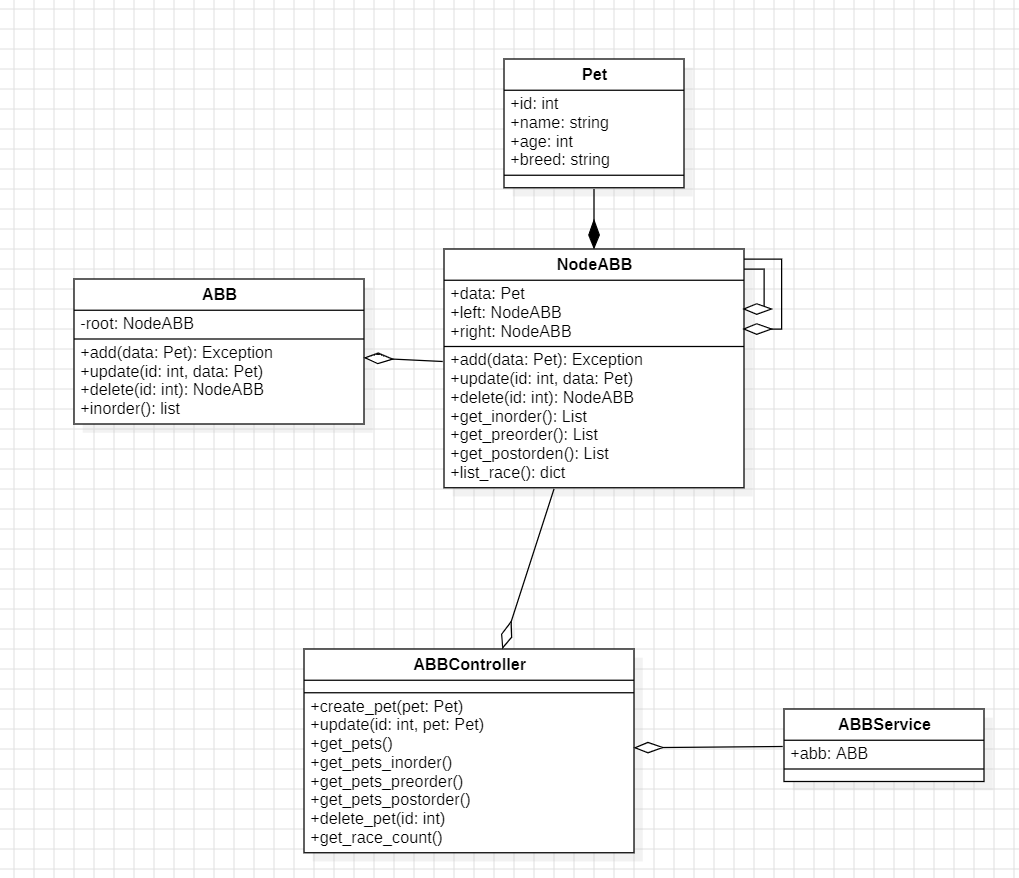 Pet
+id: int
+name: string
+age: int
+breed: string
NodeABB
+data: Pet
+left: NodeABB
+right: NodeABB
+add(data: Pet): Exception
+update(id: int, data: Pet)
+delete(id: int): NodeABB
+get_inorder(): List
+get_preorder(): List
+get_postorden(): List
+list_race(): dict
ABB
-root: NodeABB
+add(data: Pet): Exception
+update(id: int, data: Pet)
+delete(id: int): NodeABB
+inorder(): list
ABBController
+create_pet(pet: Pet)
+update(id: int, pet: Pet)
+get_pets()
+get_pets_inorder()
+get_pets_preorder()
+get_pets_postorder()
+delete_pet(id: int)
+get_race_count()
ABBService
+abb: ABB